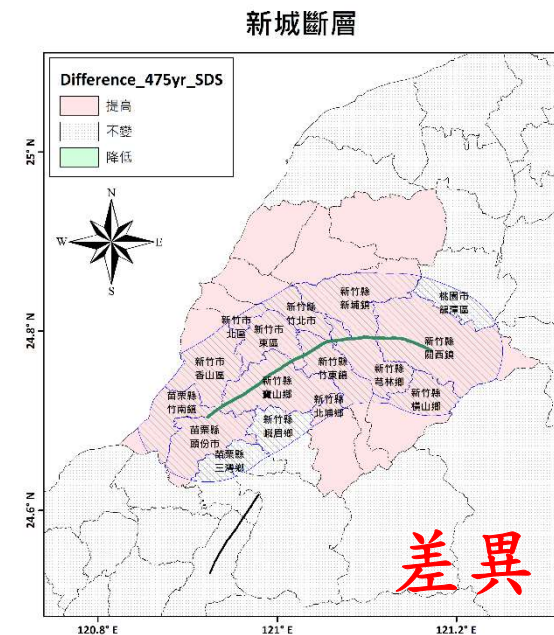 新城斷層
Difference_475yr_SDS
提高
不變
降低
N
W
E
S
25° N
24.8° N
24.6° N
120.8° E
121° E
121.2° E
新竹縣
新埔鎮
桃園市
龍潭區
新竹縣
竹北市
新竹市
北區
新竹市
東區
新竹縣
關西鎮
新竹市
香山區
新竹縣
竹東鎮
新竹縣
芎林鄉
新竹縣
寶山鄉
新竹縣
橫山鄉
苗栗縣
竹南鎮
新竹縣
北埔鄉
新竹縣
峨眉鄉
苗栗縣
頭份市
苗栗縣
三灣鄉
差異